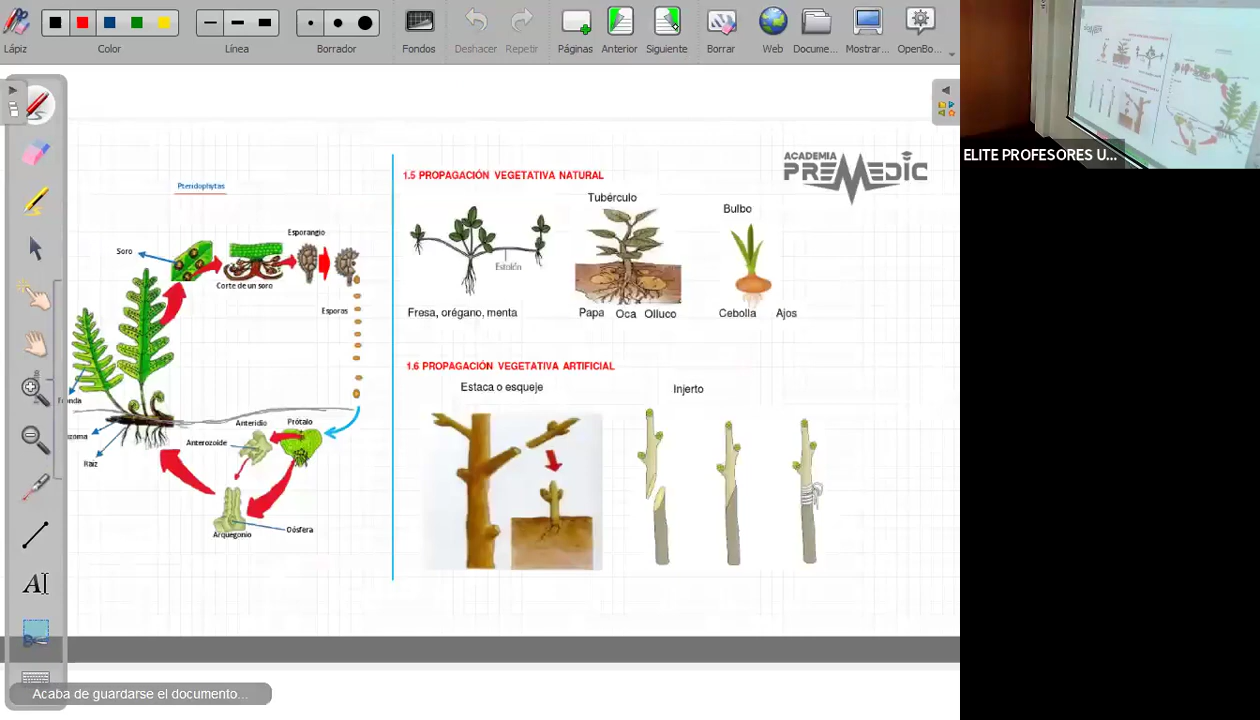 Lápiz
Color
Línea
Borrador
Fondos
Deshacer
Repetir
Páginas
Anterior
Siguiente
Borrar
Web
Docume...
Mostrar...
OpenBo...
ELITE PROFESORES U...
Pteridophytas
Soro
Esporangio
Corte de un soro
Esporas
Raíz
Anteridio
Prótalo
Anterozoide
Oósfera
Arquegonio
1.5 PROPAGACIÓN VEGETATIVA NATURAL
ACADEMIA
PREMEDIC
Tubérculo
Bulbo
Estolón
Fresa, orégano, menta
Papa Oca Olluco
Cebolla Ajos
1.6 PROPAGACIÓN VEGETATIVA ARTIFICIAL
Estaca o esqueje
Injerto
A
Acaba de guardarse el documento...